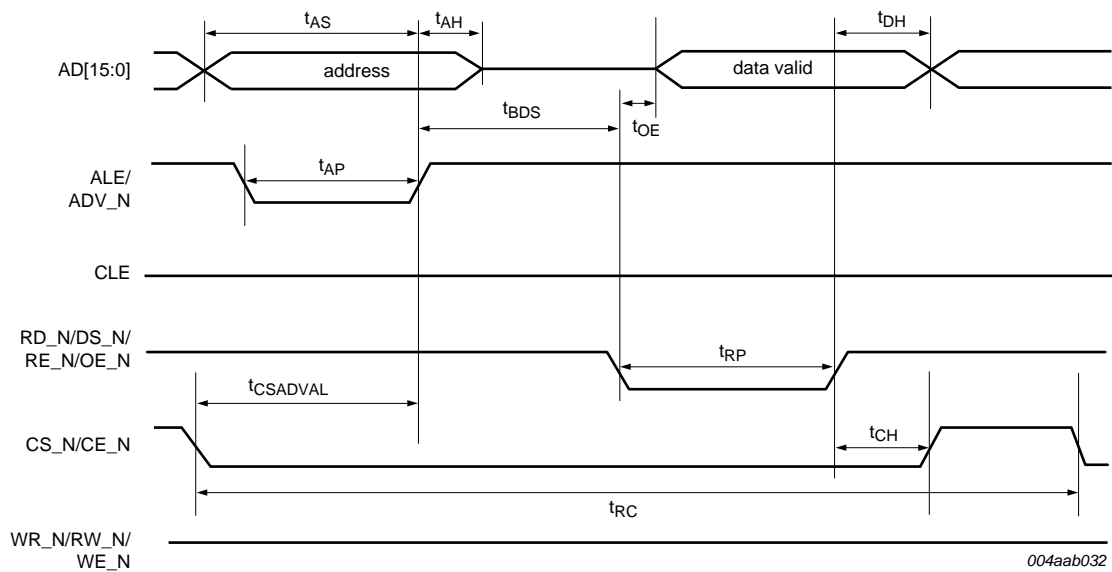 tAS
tAH
tDH
AD[15:0]
address
data valid
tBDS
tOE
tAP
ALE/
ADV_N
CLE
RD_N/DS_N/
RE_N/OE_N
tRP
tCSADVAL
CS_N/CE_N
tCH
tRC
WR_N/RW_N/
WE_N
004aab032